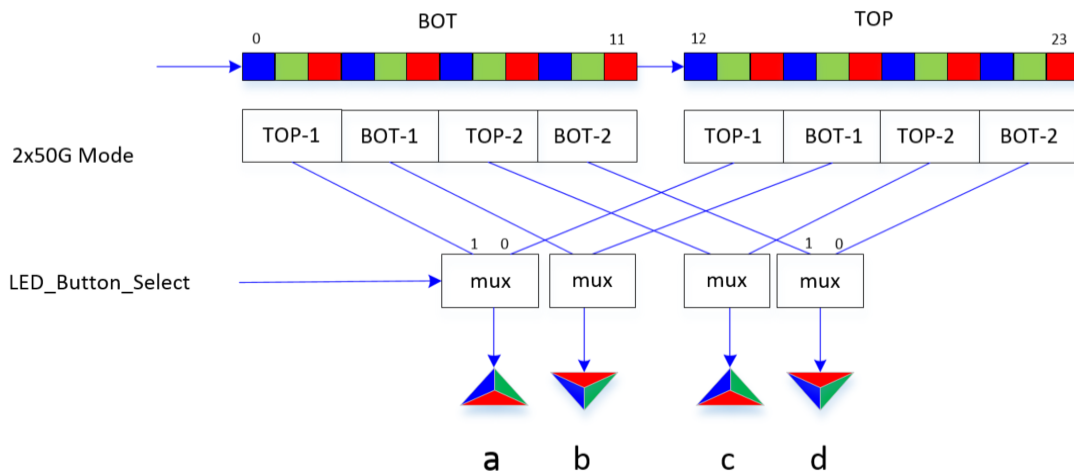 BOT TOP
0 11 12 23
TOP-1 BOT-1 TOP-2 BOT-2 TOP-1 BOT-1 TOP-2 BOT-2
2x50G Mode
1 0 1 0
LED_Button_Select mux mux mux mux
a b c d